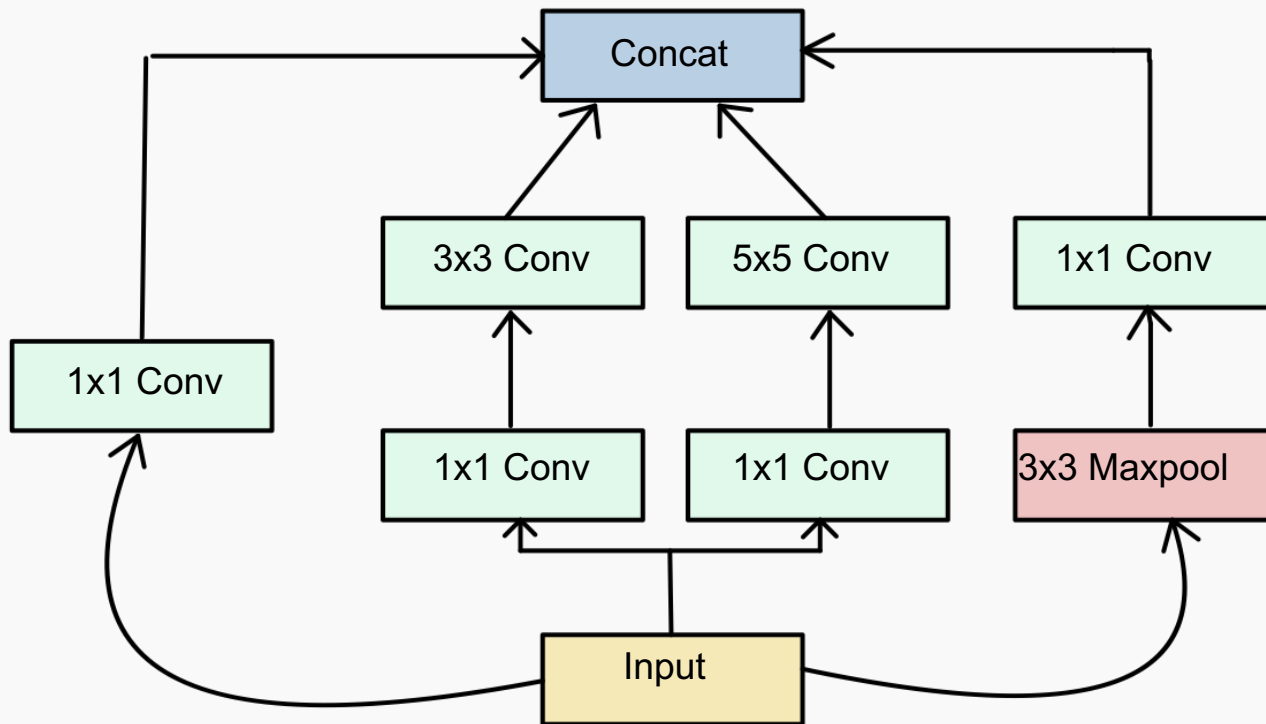 Concat
3x3 Conv
5x5 Conv
1x1 Conv
1x1 Conv
1x1 Conv
1x1 Conv
3x3 Maxpool
Input